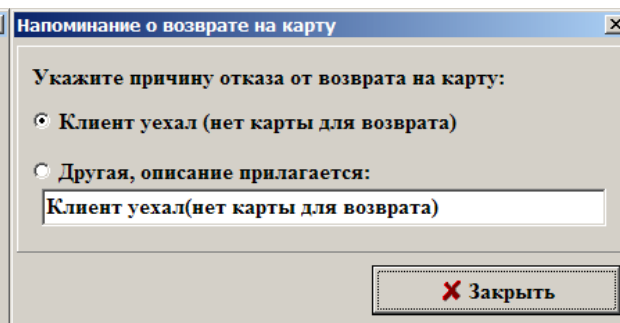 Напоминание о возврате на карту
Укажите причину отказа от возврата на карту:
Клиент уехал (нет карты для возврата)
Другая, описание прилагается:
Клиент уехал(нет карты для возврата)
Закрыть